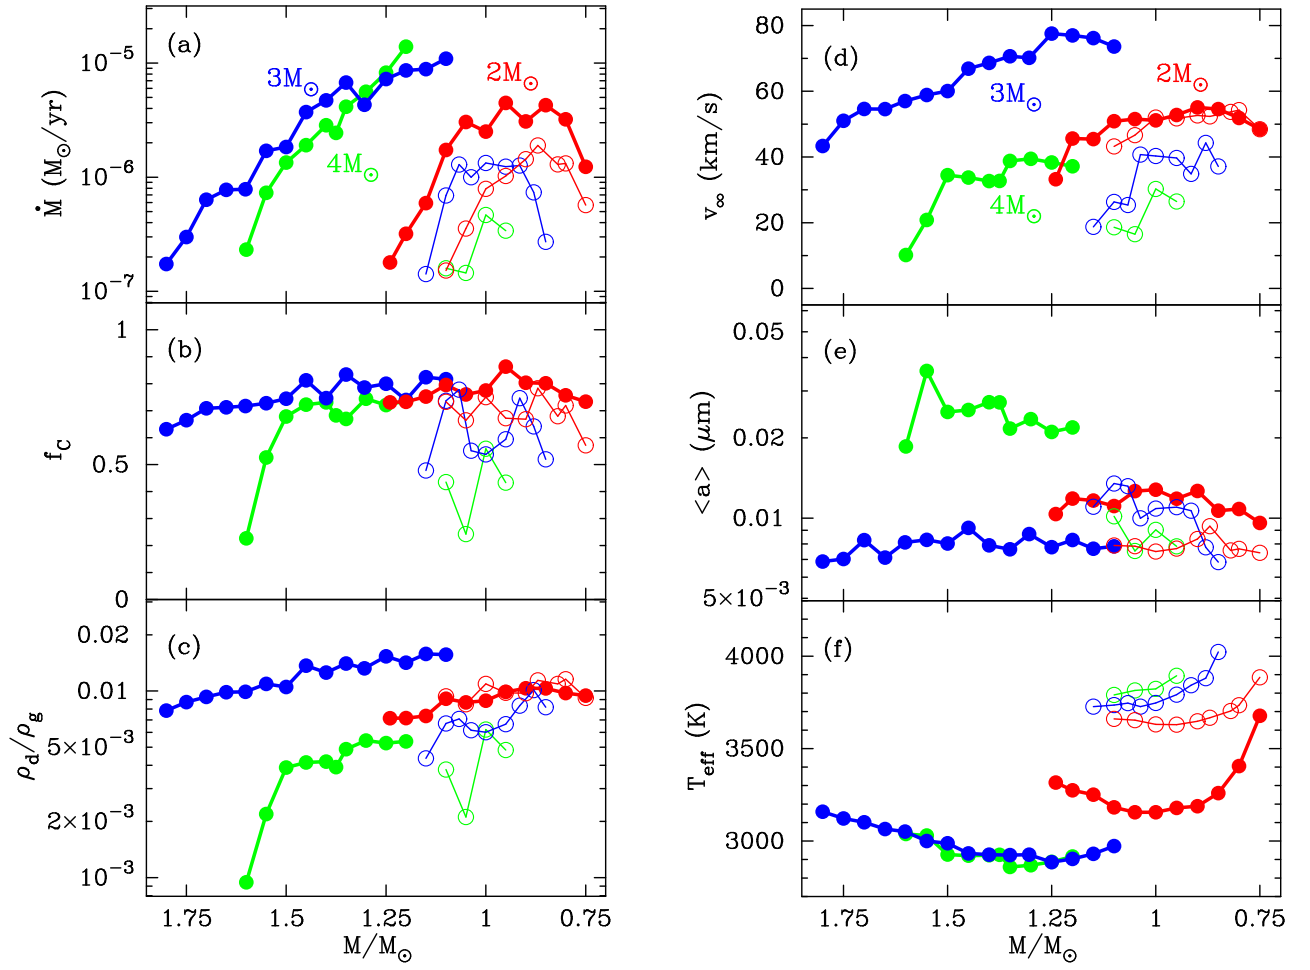 (a)
3M⊙
2M⊙
4M⊙
10⁻⁵
10⁻⁶
10⁻⁷
Ṁ (M⊙/yr)
(b)
1
0.5
0
f_C
(c)
0.02
0.01
5×10⁻³
2×10⁻³
10⁻³
ρ_d/ρ_g
1.75 1.5 1.25 1 0.75
M/M⊙
(d)
2M⊙
3M⊙
4M⊙
80
60
40
20
0
v_∞ (km/s)
(e)
0.05
0.02
0.01
5×10⁻³
<a> (μm)
(f)
4000
3500
3000
T_eff (K)
1.75 1.5 1.25 1 0.75
M/M⊙